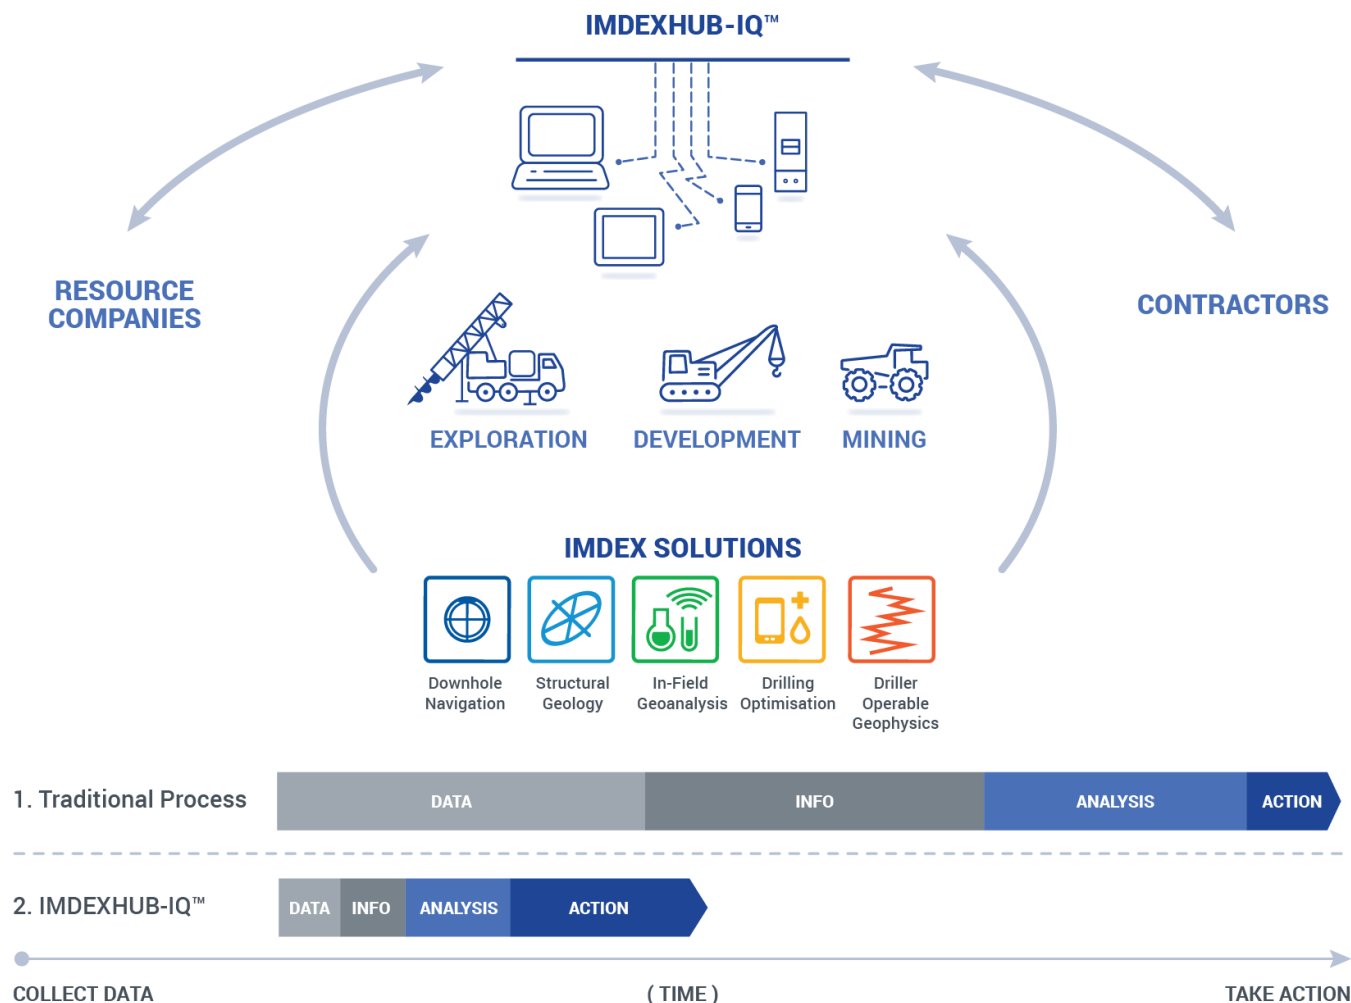 IMDEXHUB-IQ™
RESOURCE
COMPANIES
CONTRACTORS
EXPLORATION
DEVELOPMENT
MINING
IMDEX SOLUTIONS
Downhole
Navigation
Structural
Geology
In-Field
Geoanalysis
Drilling
Optimisation
Driller
Operable
Geophysics
1. Traditional Process
DATA
INFO
ANALYSIS
ACTION
2. IMDEXHUB-IQ™
DATA
INFO
ANALYSIS
ACTION
COLLECT DATA
( TIME )
TAKE ACTION